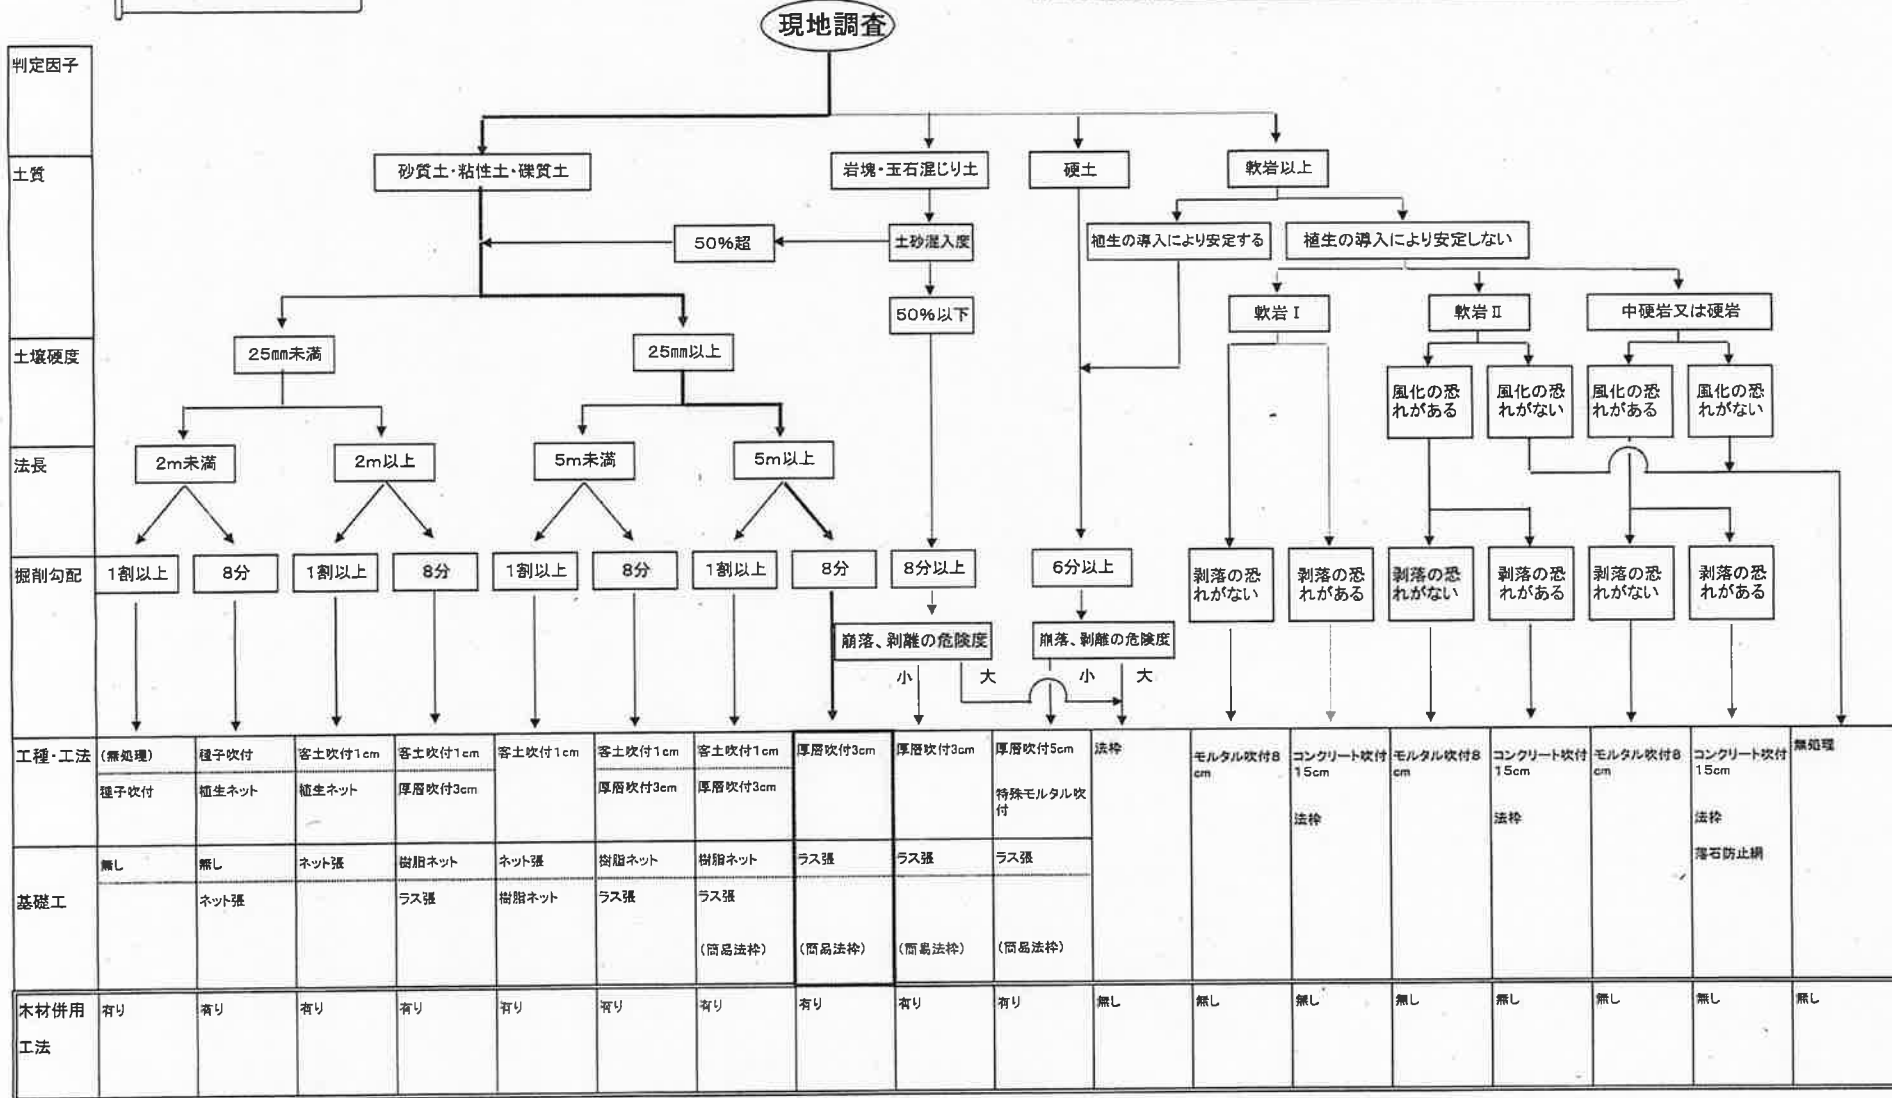 現地調査
判定因子
土質
砂質土・粘性土・礫質土
岩塊・玉石混じり土
硬土
軟岩以上
50%超
土砂混入度
植生の導入により安定する
植生の導入により安定しない
50%以下
軟岩Ⅰ
軟岩Ⅱ
中硬岩又は硬岩
土壌硬度
25㎜未満
25㎜以上
風化の恐
れがある
風化の恐
れがない
風化の恐
れがある
風化の恐
れがない
法長
2m未満
2m以上
5m未満
5m以上
掘削勾配
1割以上
8分
1割以上
8分
1割以上
8分
1割以上
8分
8分以上
6分以上
剥落の恐
れがない
剥落の恐
れがある
剥落の恐
れがない
剥落の恐
れがある
剥落の恐
れがない
剥落の恐
れがある
崩落、剥離の危険度
崩落、剥離の危険度
小
大
小
大
工種・工法
(無処理)
種子吹付
種子吹付
植生ネット
客土吹付1cm
植生ネット
客土吹付1cm
厚層吹付3cm
客土吹付1cm
客土吹付1cm
厚層吹付3cm
客土吹付1cm
厚層吹付3cm
厚層吹付3cm
厚層吹付3cm
厚層吹付5cm
特殊モルタル吹
付
法枠
モルタル吹付8
cm
コンクリート吹付
15cm
法枠
モルタル吹付8
cm
コンクリート吹付
15cm
法枠
モルタル吹付8
cm
コンクリート吹付
15cm
法枠
落石防止網
無処理
基礎工
無し
無し
ネット張
ネット張
樹脂ネット
ラス張
ネット張
樹脂ネット
樹脂ネット
ラス張
樹脂ネット
ラス張
(簡易法枠)
ラス張
(簡易法枠)
ラス張
(簡易法枠)
ラス張
(簡易法枠)
木材併用
工法
有り
有り
有り
有り
有り
有り
有り
有り
有り
有り
無し
無し
無し
無し
無し
無し
無し
無し